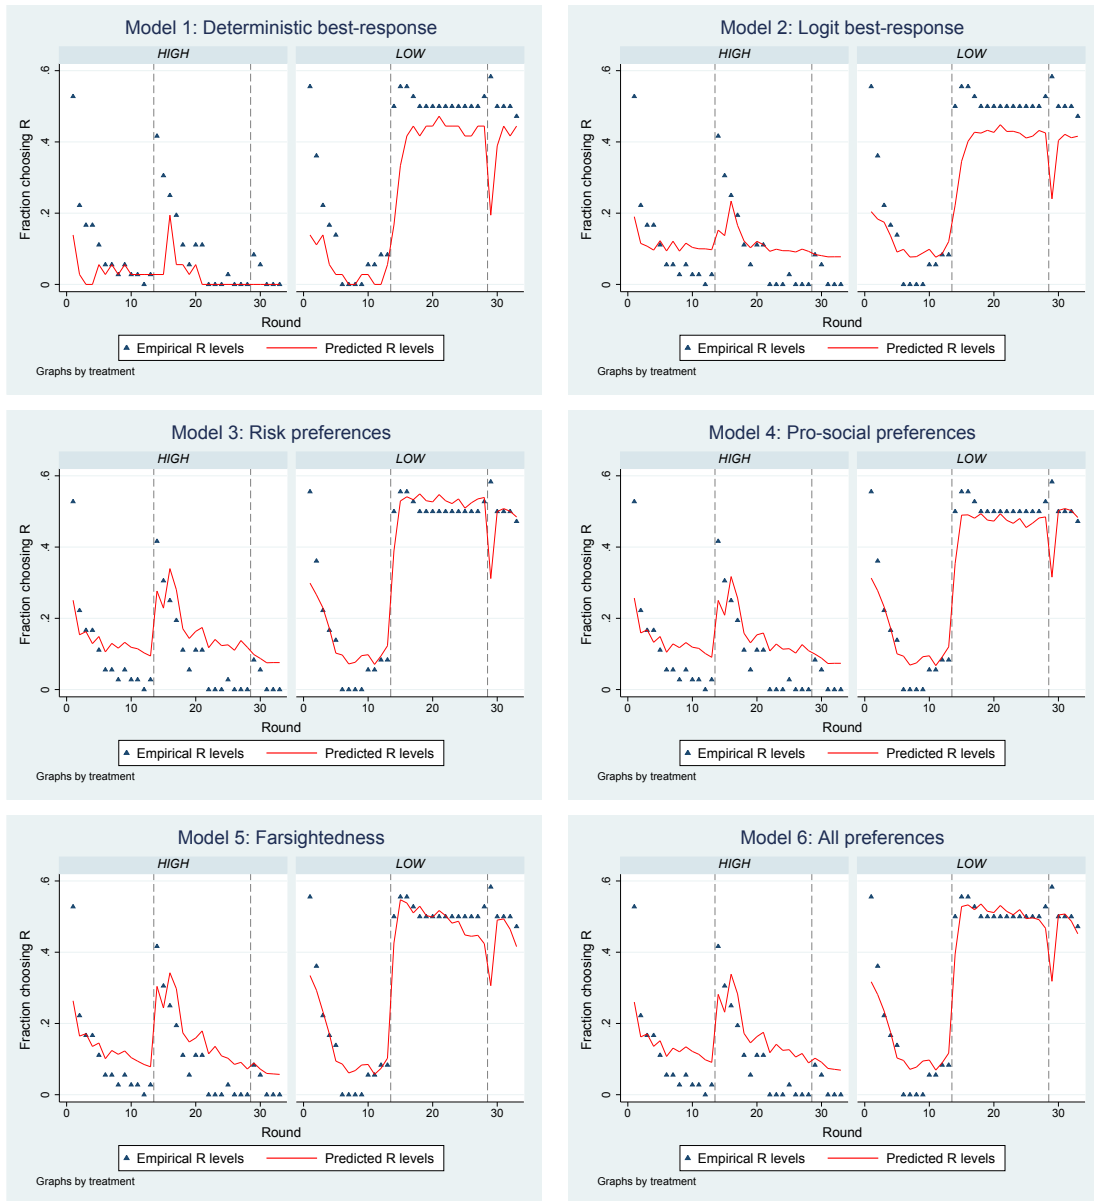 Model 1: Deterministic best-response
HIGH
LOW
Fraction choosing R
.6
.4
.2
0
0
10
20
30
0
10
20
30
Round
Empirical R levels
Predicted R levels
Graphs by treatment
Model 2: Logit best-response
HIGH
LOW
Fraction choosing R
.6
.4
.2
0
0
10
20
30
0
10
20
30
Round
Empirical R levels
Predicted R levels
Graphs by treatment
Model 3: Risk preferences
HIGH
LOW
Fraction choosing R
.6
.4
.2
0
0
10
20
30
0
10
20
30
Round
Empirical R levels
Predicted R levels
Graphs by treatment
Model 4: Pro-social preferences
HIGH
LOW
Fraction choosing R
.6
.4
.2
0
0
10
20
30
0
10
20
30
Round
Empirical R levels
Predicted R levels
Graphs by treatment
Model 5: Farsightedness
HIGH
LOW
Fraction choosing R
.6
.4
.2
0
0
10
20
30
0
10
20
30
Round
Empirical R levels
Predicted R levels
Graphs by treatment
Model 6: All preferences
HIGH
LOW
Fraction choosing R
.6
.4
.2
0
0
10
20
30
0
10
20
30
Round
Empirical R levels
Predicted R levels
Graphs by treatment